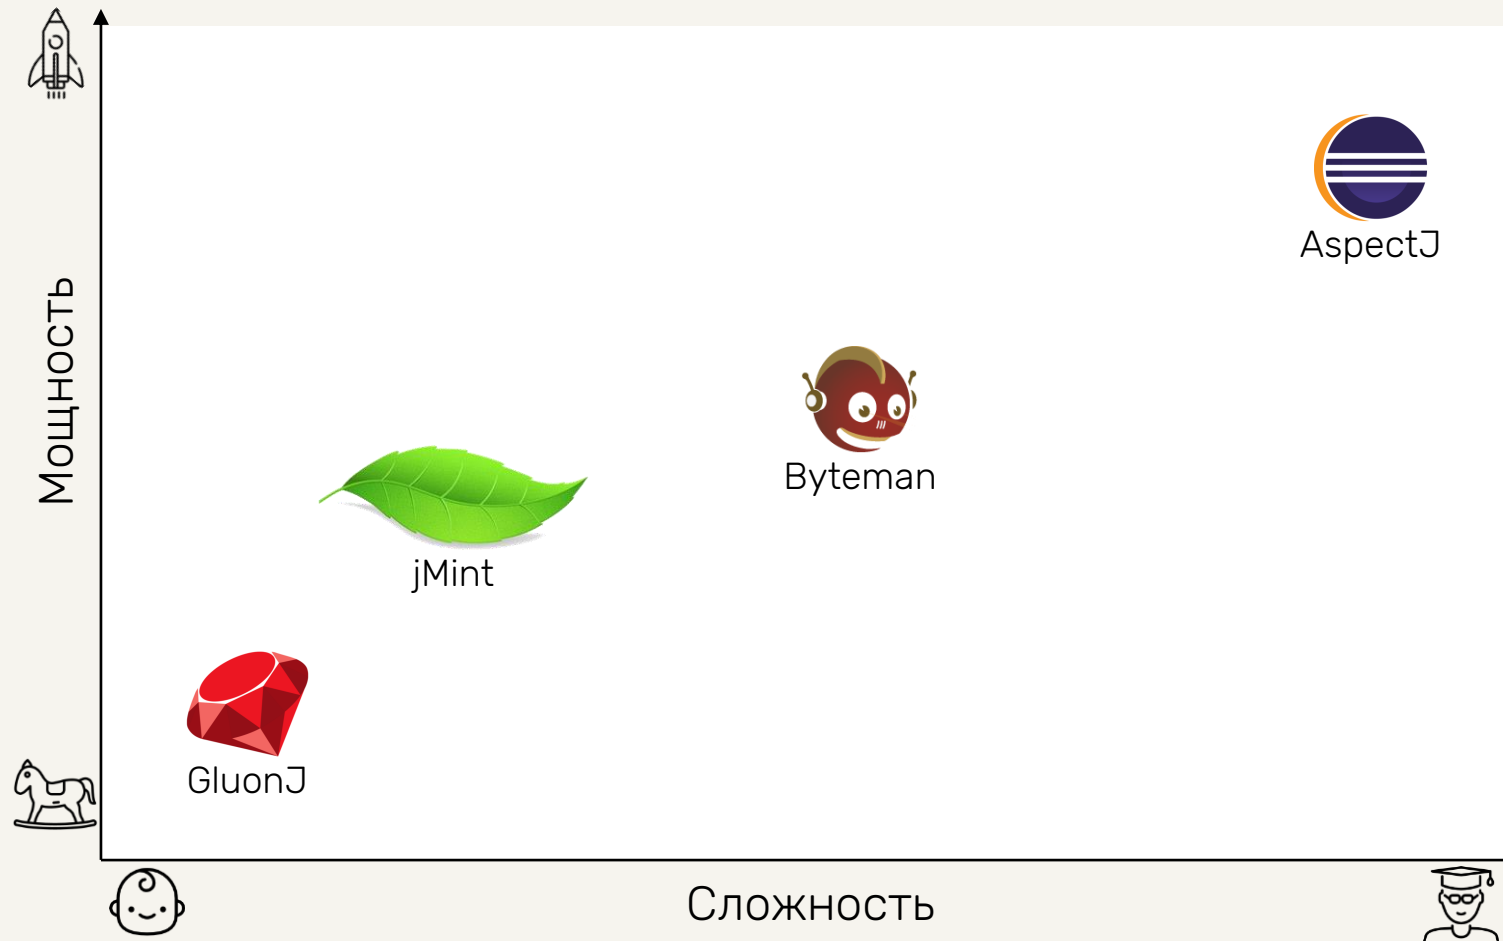 AspectJ
Мощность
Byteman
jMint
GluonJ
Сложность